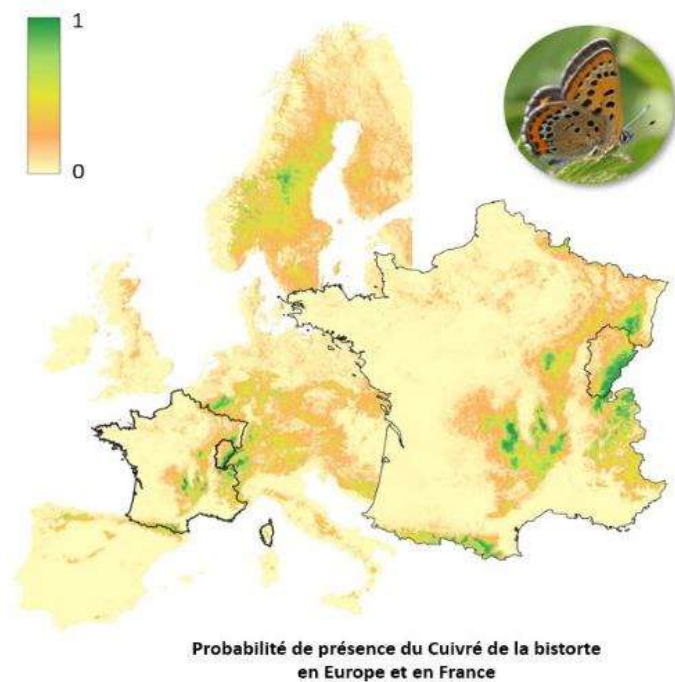 1
0
Probabilité de présence du Cuivré de la bistorte
en Europe et en France